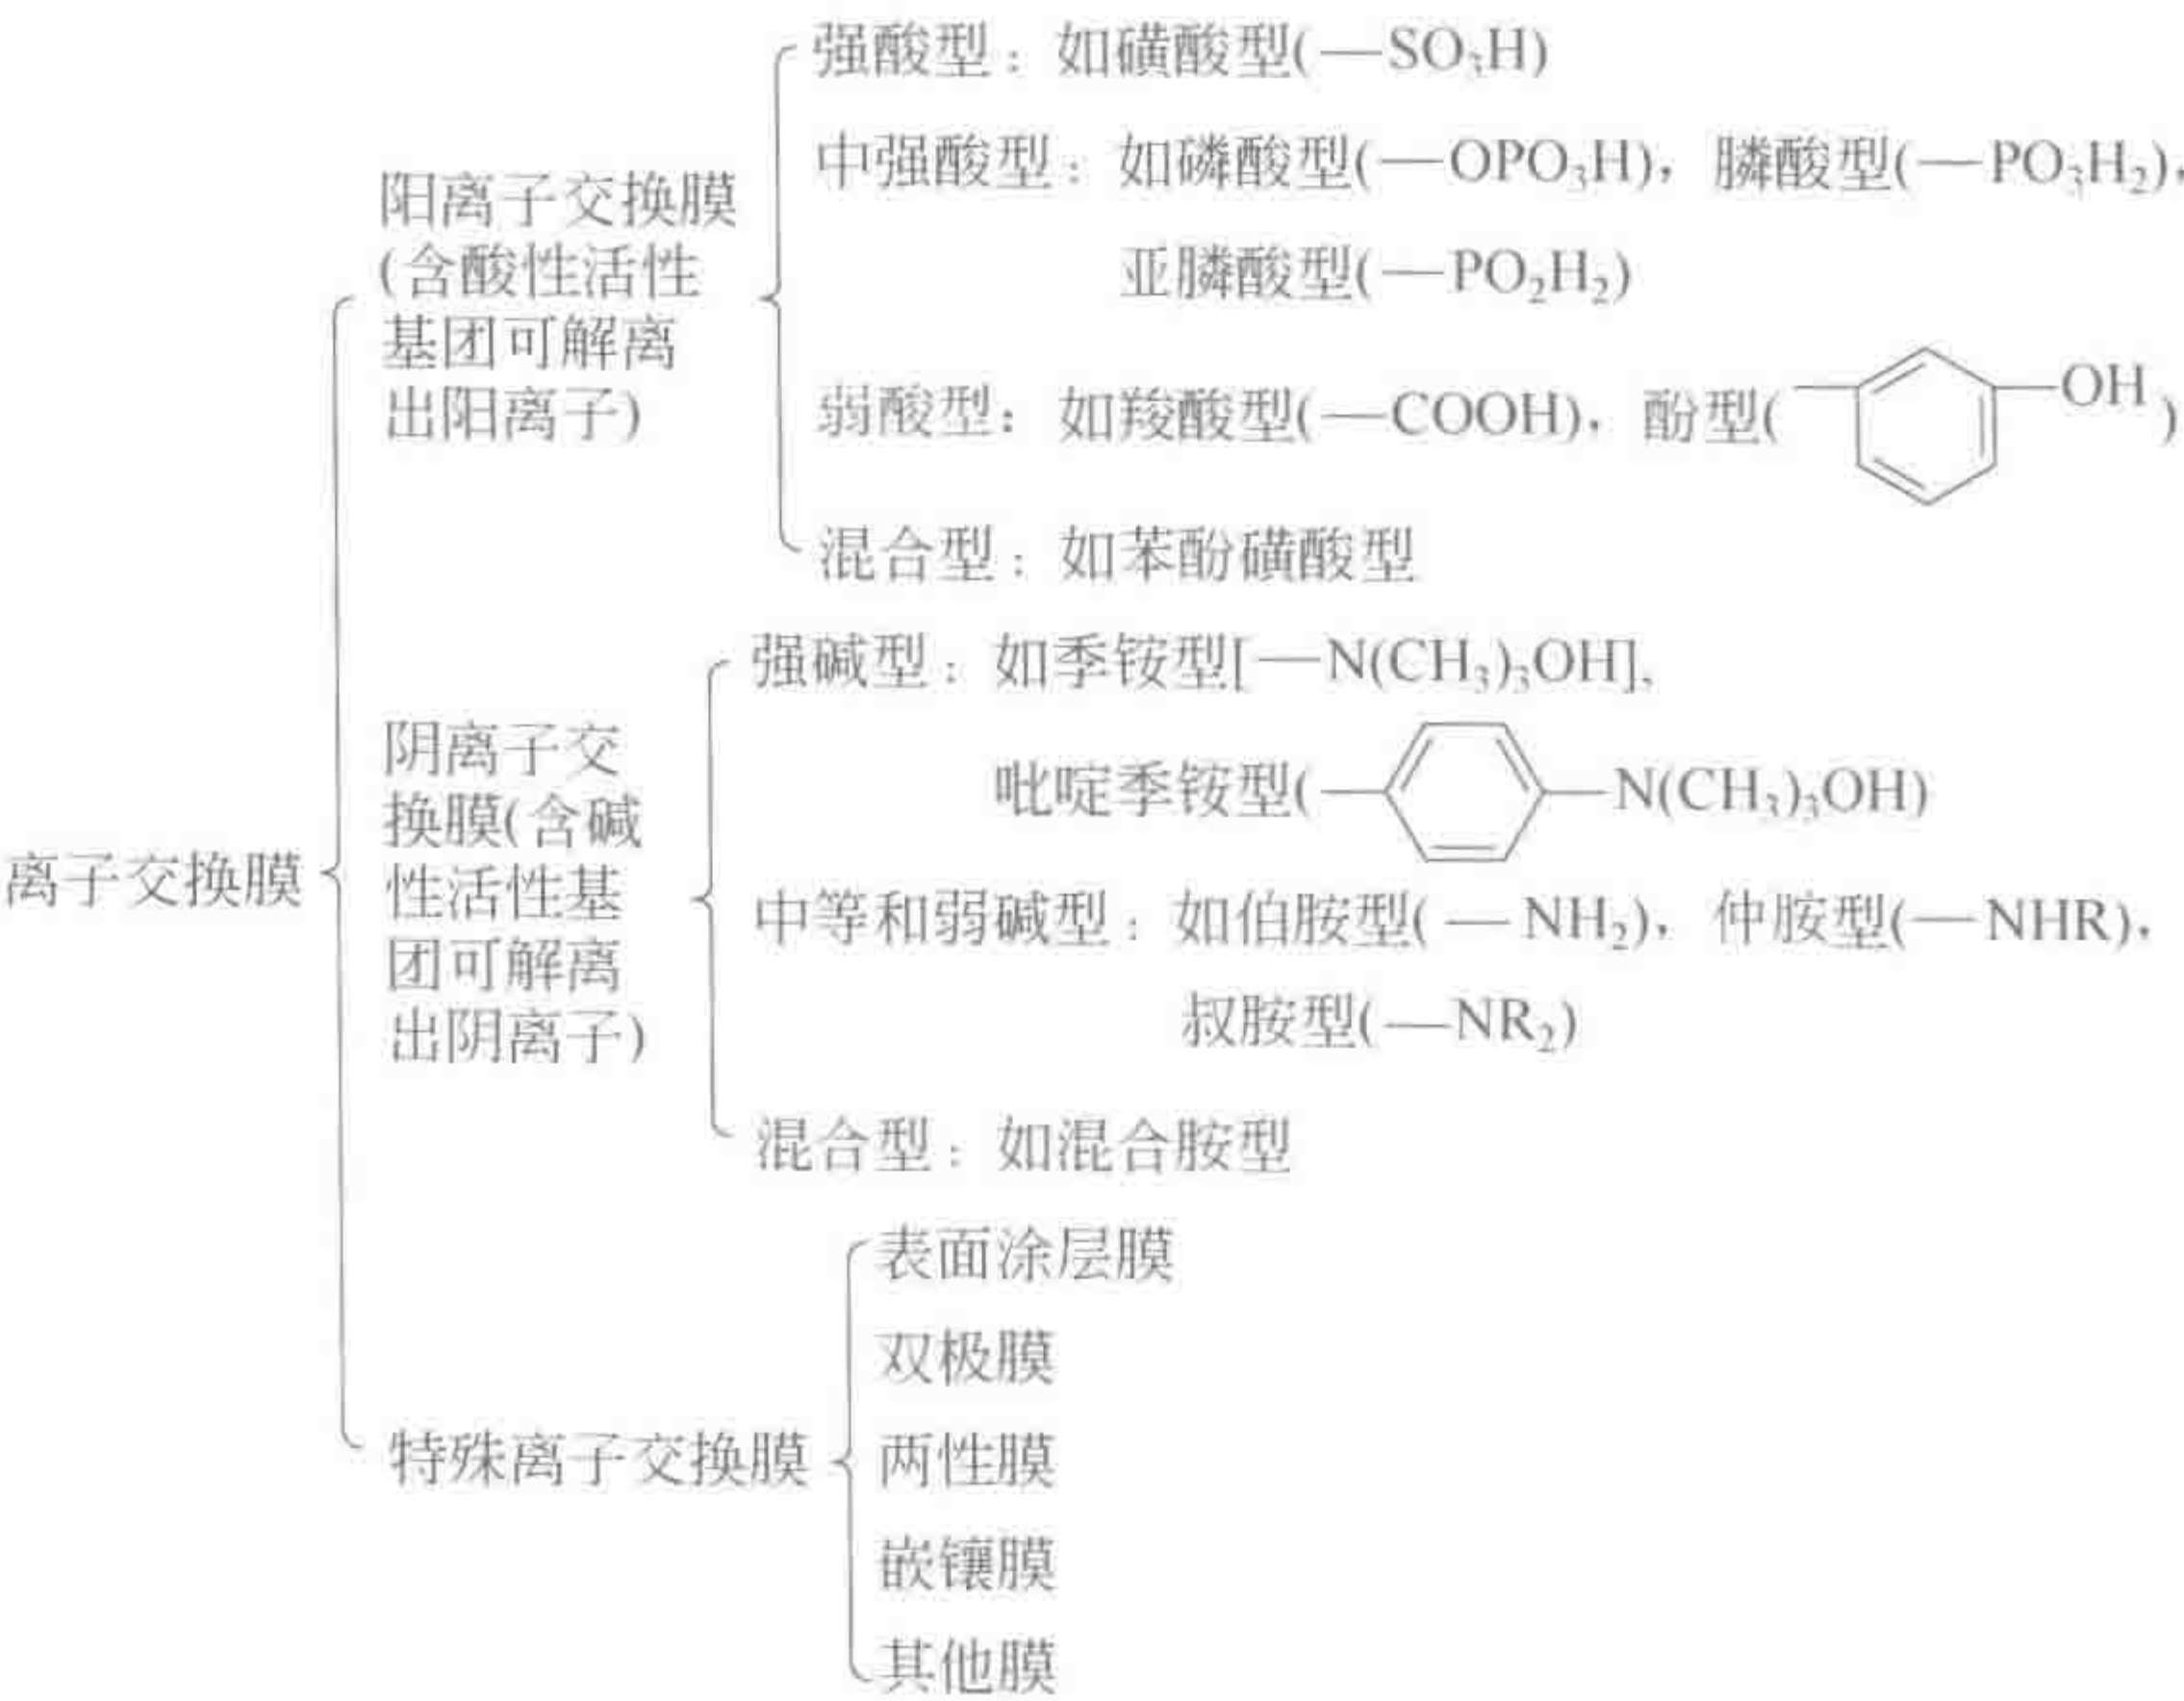 离子交换膜
阳离子交换膜
(含酸性活性
基团可解离
出阳离子)
强酸型：如磺酸型(—SO₃H)
中强酸型：如磷酸型(—OPO₃H)，膦酸型(—PO₃H₂)，
亚膦酸型(—PO₂H₂)
弱酸型：如羧酸型(—COOH)，酚型(—OH)
混合型：如苯酚磺酸型
阴离子交
换膜(含碱
性活性基
团可解离
出阴离子)
强碱型：如季铵型[—N(CH₃)₃OH],
吡啶季铵型(—N(CH₃)₃OH)
中等和弱碱型：如伯胺型(—NH₂)，仲胺型(—NHR)，
叔胺型(—NR₂)
混合型：如混合胺型
特殊离子交换膜
表面涂层膜
双极膜
两性膜
嵌镶膜
其他膜